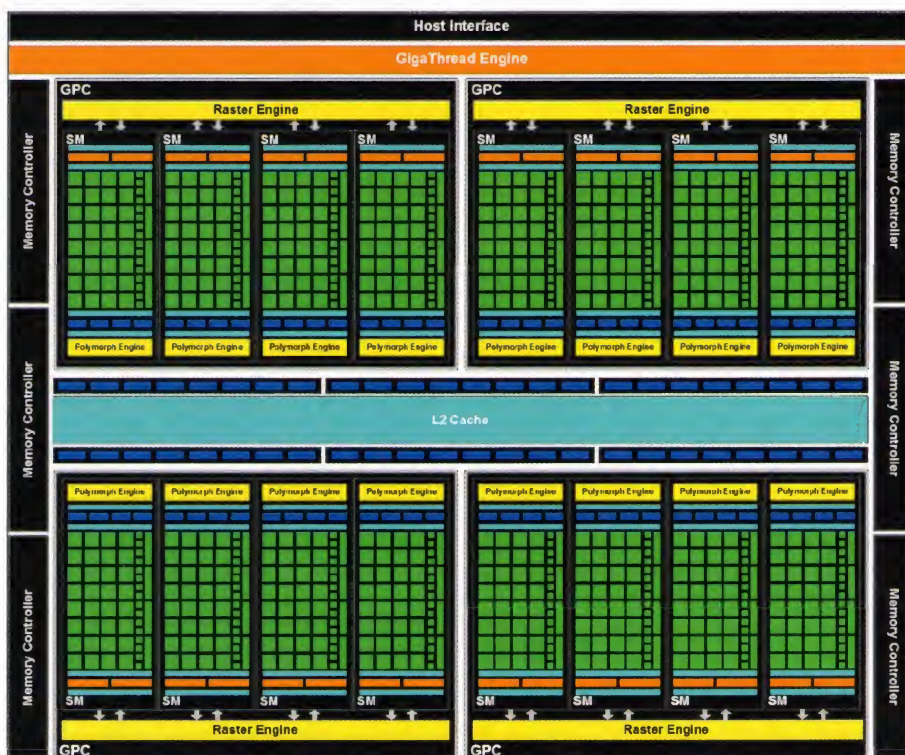 Host Interface
GigaThread Engine
GPC GPC
Raster Engine Raster Engine
SM SM SM SM SM SM SM SM
Memory Controller Memory Controller
Polymorph Engine Polymorph Engine Polymorph Engine Polymorph Engine Polymorph Engine Polymorph Engine Polymorph Engine Polymorph Engine
Memory Controller Memory Controller
L2 Cache
Polymorph Engine Polymorph Engine Polymorph Engine Polymorph Engine Polymorph Engine Polymorph Engine Polymorph Engine Polymorph Engine
Memory Controller Memory Controller
SM SM SM SM SM SM SM SM
Raster Engine Raster Engine
GPC GPC